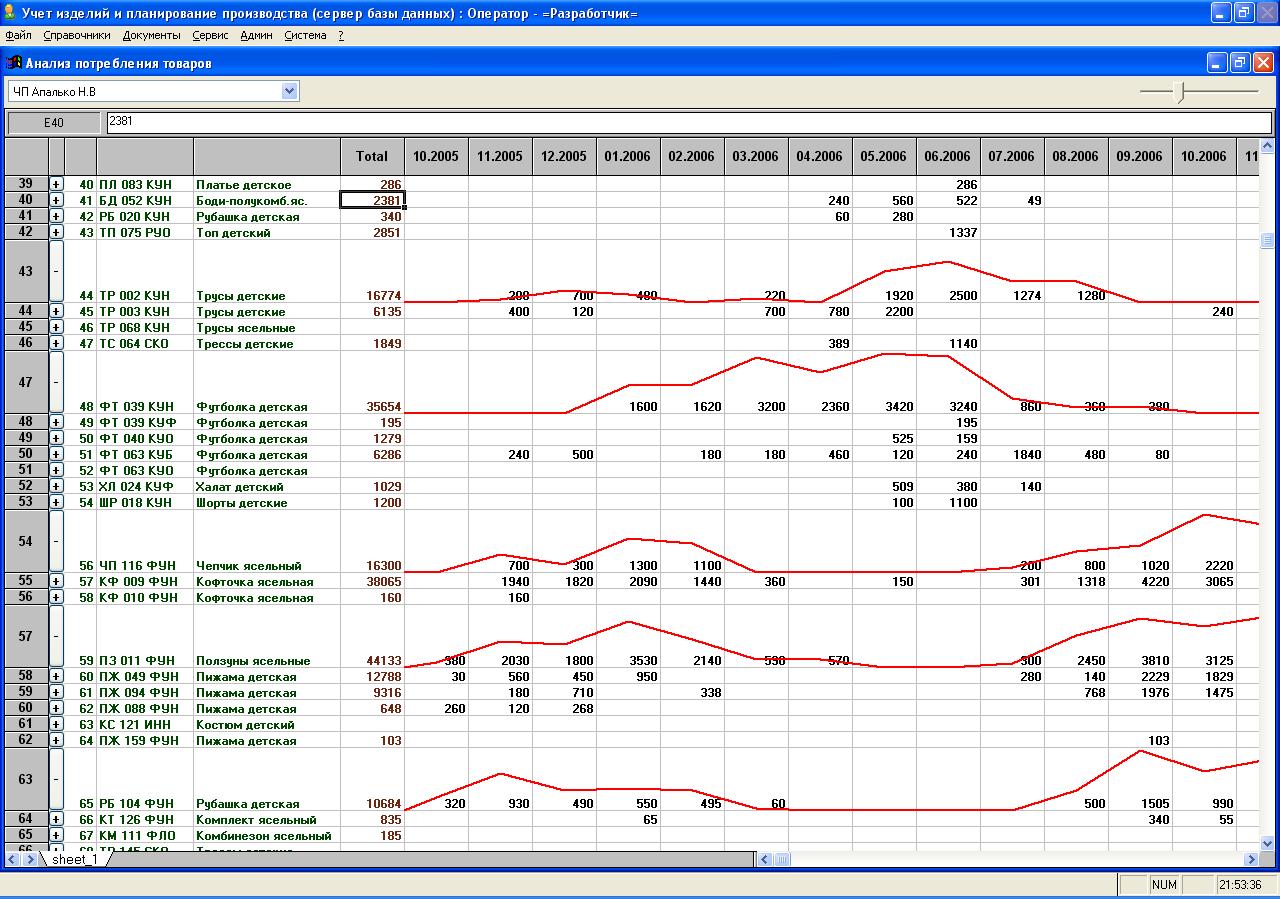 Учет изделий и планирование производства (сервер базы данных) : Оператор - =Разработчик=
Файл Справочники Документы Сервис Админ Система ?
Анализ потребления товаров
ЧП Апалько Н.В
E40 2381
Total 10.2005 11.2005 12.2005 01.2006 02.2006 03.2006 04.2006 05.2006 06.2006 07.2006 08.2006 09.2006 10.2006 11
39 + 40 ПЛ 083 КУН Платье детское 286 286
40 + 41 БД 052 КУН Боди-полукомб.яс. 2381 240 560 522 49
41 + 42 РБ 020 КУН Рубашка детская 340 60 280
42 + 43 ТП 075 РУО Топ детский 2851 1337
43 - 44 ТР 002 КУН Трусы детские 16774 208 700 480 220 1920 2500 1274 1280
44 + 45 ТР 003 КУН Трусы детские 6135 400 120 700 780 2200 240
45 + 46 ТР 068 КУН Трусы ясельные
46 + 47 ТС 064 СКО Трессы детские 1849 389 1140
47 - 48 ФТ 039 КУН Футболка детская 35654 1600 1620 3200 2360 3420 3240 860 360 380
48 + 49 ФТ 039 КУФ Футболка детская 195 195
49 + 50 ФТ 040 КУО Футболка детская 1279 525 159
50 + 51 ФТ 063 КУБ Футболка детская 6286 240 500 180 180 460 120 240 1840 480 80
51 + 52 ФТ 063 КУО Футболка детская
52 + 53 ХЛ 024 КУФ Халат детский 1029 509 380 140
53 + 54 ШР 018 КУН Шорты детские 1200 100 1100
54 - 56 ЧП 116 ФУН Чепчик ясельный 16300 700 300 1300 1100 200 800 1020 2220
55 + 57 КФ 009 ФУН Кофточка ясельная 38065 1940 1820 2090 1440 360 150 301 1318 4220 3065
56 + 58 КФ 010 ФУН Кофточка ясельная 160 160
57 - 59 ПЗ 011 ФУН Ползуны ясельные 44133 380 2030 1800 3530 2140 590 570 300 2450 3810 3125
58 + 60 ПЖ 049 ФУН Пижама детская 12788 30 560 450 950 280 140 2229 1829
59 + 61 ПЖ 094 ФУН Пижама детская 9316 180 710 338 768 1976 1475
60 + 62 ПЖ 088 ФУН Пижама детская 648 260 120 268
61 + 63 КС 121 ИНН Костюм детский
62 + 64 ПЖ 159 ФУН Пижама детская 103 103
63 - 65 РБ 104 ФУН Рубашка детская 10684 320 930 490 550 495 60 500 1505 990
64 + 66 КТ 126 ФУН Комплект ясельный 835 65 340 55
65 + 67 КМ 111 ФЛО Комбинезон ясельный 185
sheet_1
NUM 21:53:36